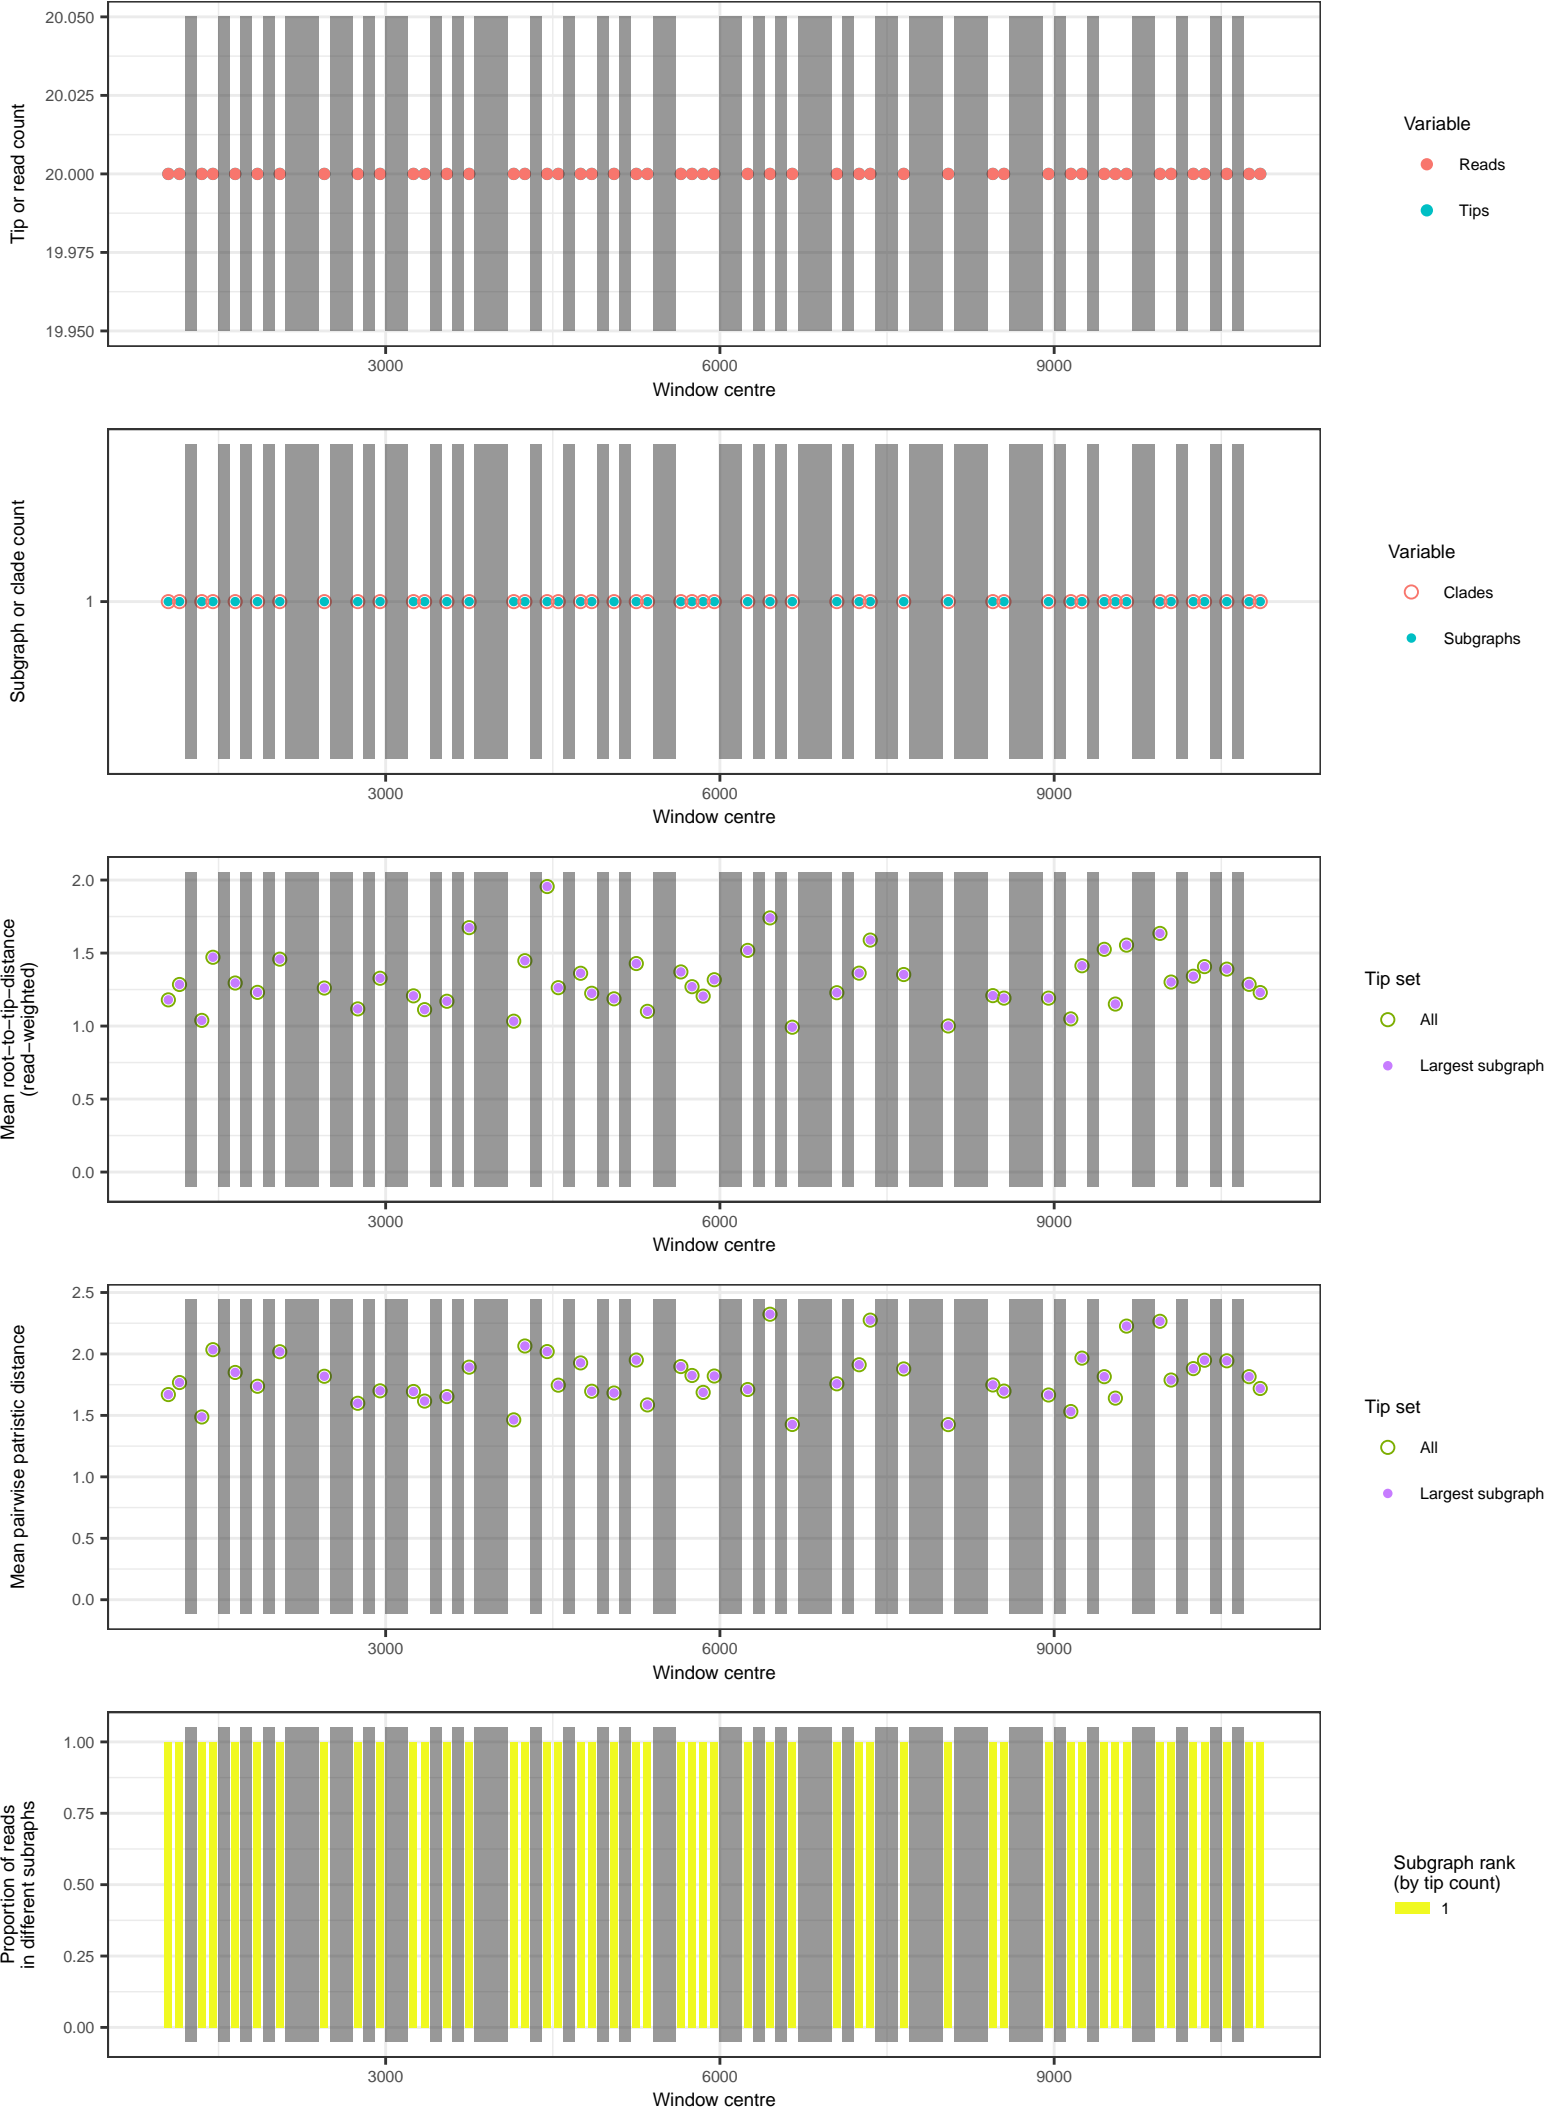 20.050
20.025
20.000
19.975
19.950
Tip or read count
3000
6000
9000
Window centre
Variable
Reads
Tips
1
Subgraph or clade count
3000
6000
9000
Window centre
Variable
Clades
Subgraphs
2.0
1.5
1.0
0.5
0.0
Mean root−to−tip−distance
(read−weighted)
3000
6000
9000
Window centre
Tip set
All
Largest subgraph
2.5
2.0
1.5
1.0
0.5
0.0
Mean pairwise patristic distance
3000
6000
9000
Window centre
Tip set
All
Largest subgraph
1.00
0.75
0.50
0.25
0.00
Proportion of reads
in different subraphs
3000
6000
9000
Window centre
Subgraph rank
(by tip count)
1